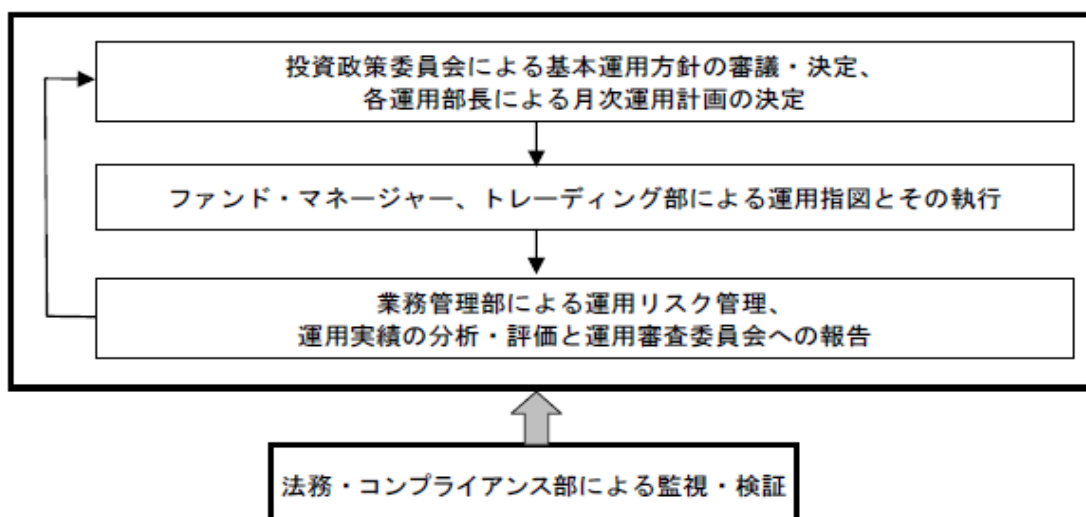 投資政策委員会による基本運用方針の審議・決定、
各運用部長による月次運用計画の決定
ファンド・マネージャー、トレーディング部による運用指図とその執行
業務管理部による運用リスク管理、
運用実績の分析・評価と運用審査委員会への報告
法務・コンプライアンス部による監視・検証